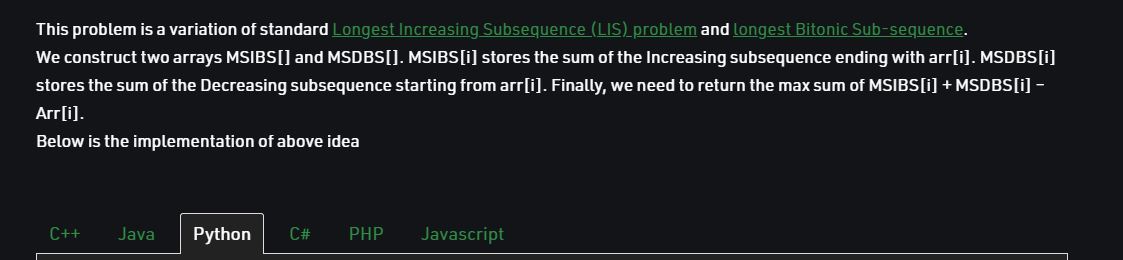 This problem is a variation of standard Longest Increasing Subsequence (LIS) problem and longest Bitonic Sub-sequence.
We construct two arrays MSIBS[] and MSDBS[]. MSIBS[i] stores the sum of the Increasing subsequence ending with arr[i]. MSDBS[i]
stores the sum of the Decreasing subsequence starting from arr[i]. Finally, we need to return the max sum of MSIBS[i] + MSDBS[i] –
Arr[i].
Below is the implementation of above idea
C++ Java Python C# PHP Javascript